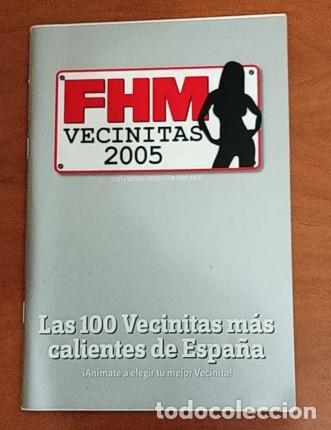 FHM
VECINITAS
2005
Las 100 Vecinitas más
calientes de España
¡Anímate a elegir tu mejor Vecinita!
todocoleccion